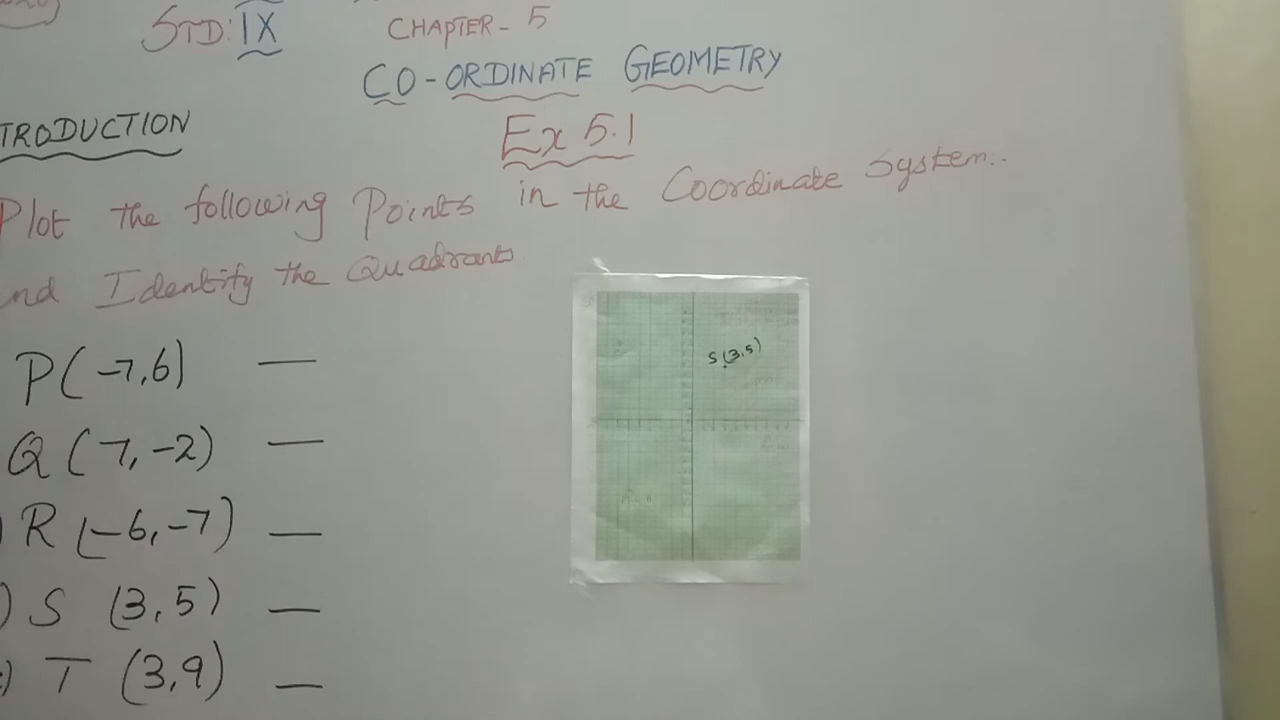 STD: IX
CHAPTER - 5
CO-ORDINATE GEOMETRY
TRODUCTION
Ex 5.1
Plot the following Points in the Coordinate System..
nd Identify the Quadrants
P(-7,6) —
Q (7,-2) —
) R (-6,-7) —
) S (3,5) —
) T (3,9) —
S(3,5)